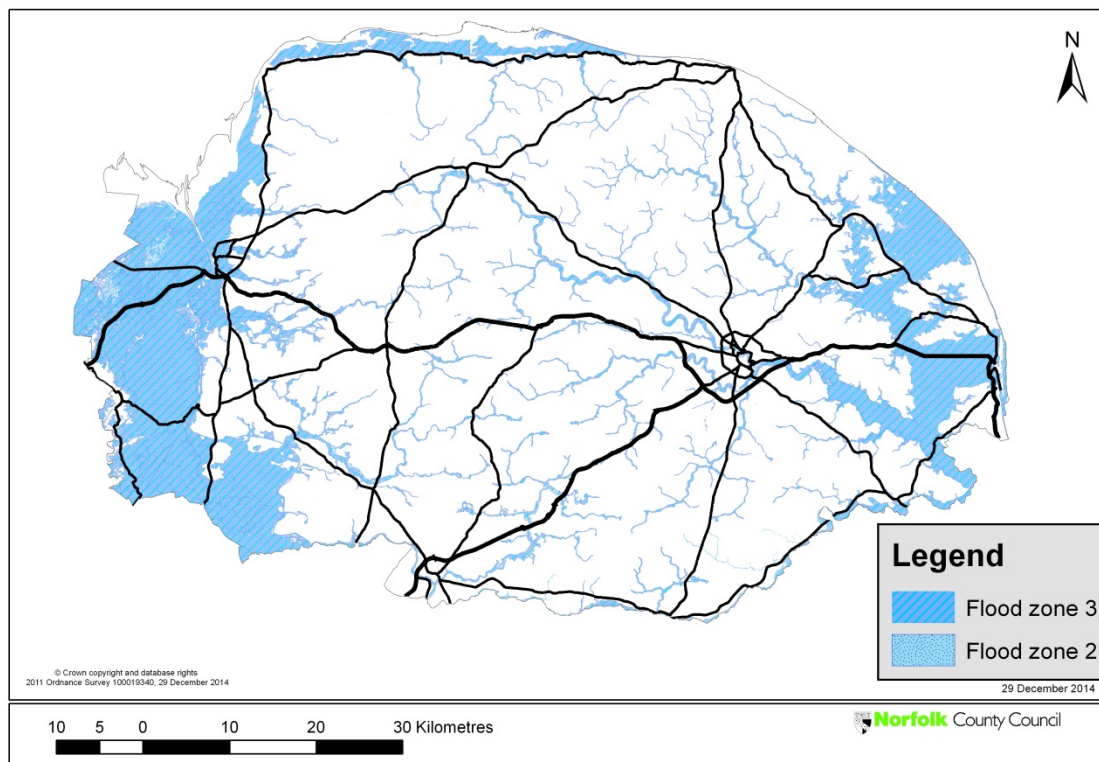 N
Legend
Flood zone 3
Flood zone 2
© Crown copyright and database rights
2011 Ordnance Survey 100019340, 29 December 2014
29 December 2014
10 5 0 10 20 30 Kilometres
Norfolk County Council